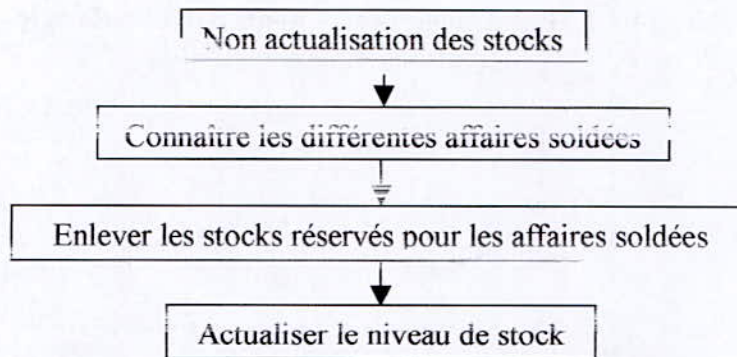 Non actualisation des stocks
Connaître les différentes affaires soldées
Enlever les stocks réservés pour les affaires soldées
Actualiser le niveau de stock